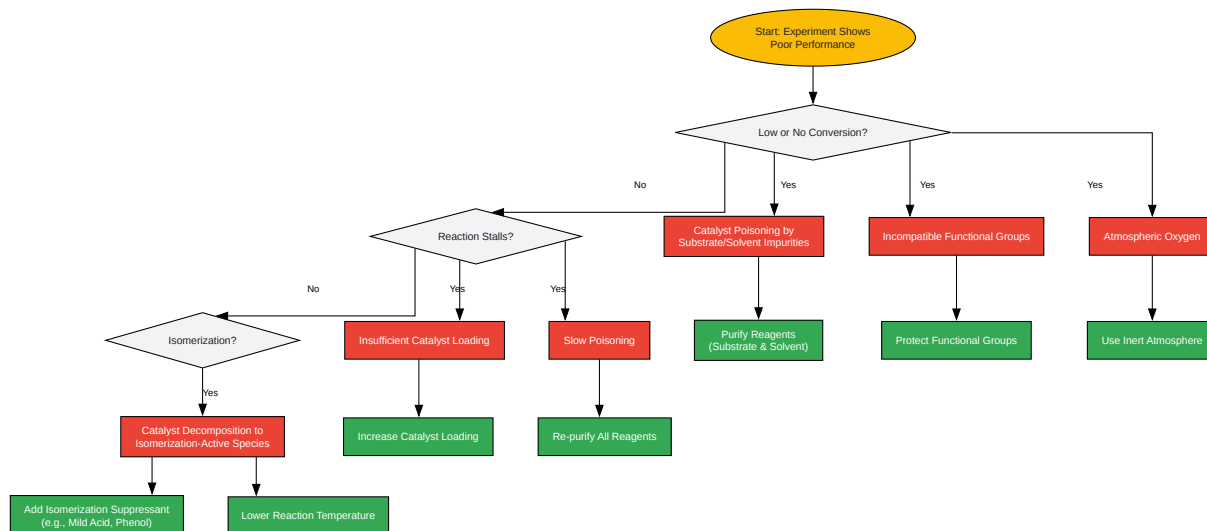 Start: Experiment Shows
Poor Performance
Low or No Conversion?
No
Yes
Yes
Yes
Reaction Stalls?
Catalyst Poisoning by
Substrate/Solvent Impurities
Incompatible Functional Groups
Atmospheric Oxygen
No
Yes
Yes
Isomerization?
Insufficient Catalyst Loading
Slow Poisoning
Purify Reagents
(Substrate & Solvent)
Protect Functional Groups
Use Inert Atmosphere
Yes
Catalyst Decomposition to
Isomerization-Active Species
Increase Catalyst Loading
Re-purify All Reagents
Add Isomerization Suppressant
(e.g., Mild Acid, Phenol)
Lower Reaction Temperature